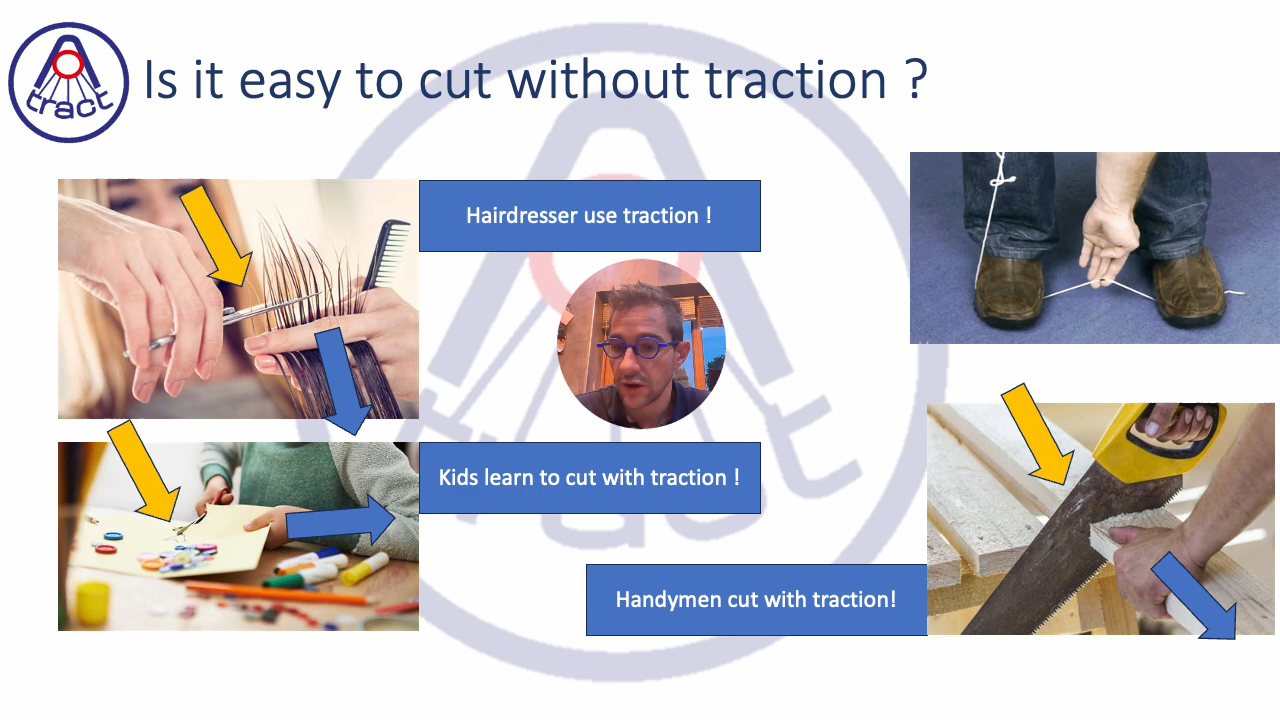 A
tract
Is it easy to cut without traction ?
Hairdresser use traction !
Kids learn to cut with traction !
Handymen cut with traction!